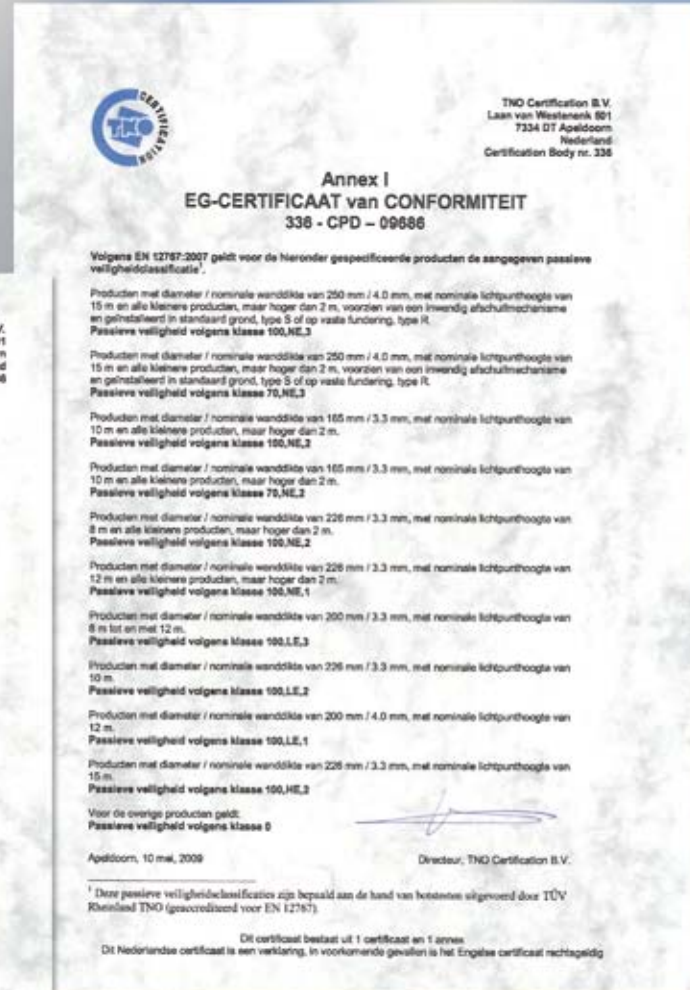 CERTIFICATION
TNO
TNO Certification B.V.
Laan van Westenenk 501
7334 DT Apeldoorn
Nederland
Certification Body nr. 336
Annex I
EG-CERTIFICAAT van CONFORMITEIT
336 - CPD – 09686
Volgens EN 12767:2007 geldt voor de hieronder gespecificeerde producten de aangegeven passieve
veiligheidclassificatie¹.
Producten met diameter / nominale wanddikte van 250 mm / 4.0 mm, met nominale lichtpunthoogte van
15 m en alle kleinere producten, maar hoger dan 2 m, voorzien van een inwendig afschuifmechanisme
en geïnstalleerd in standaard grond, type S of op vaste fundering, type R.
Passieve veiligheid volgens klasse 100,NE,3
Producten met diameter / nominale wanddikte van 250 mm / 4.0 mm, met nominale lichtpunthoogte van
15 m en alle kleinere producten, maar hoger dan 2 m, voorzien van een inwendig afschuifmechanisme
en geïnstalleerd in standaard grond, type S of op vaste fundering, type R.
Passieve veiligheid volgens klasse 70,NE,3
Producten met diameter / nominale wanddikte van 165 mm / 3.3 mm, met nominale lichtpunthoogte van
10 m en alle kleinere producten, maar hoger dan 2 m.
Passieve veiligheid volgens klasse 100,NE,2
Producten met diameter / nominale wanddikte van 165 mm / 3.3 mm, met nominale lichtpunthoogte van
10 m en alle kleinere producten, maar hoger dan 2 m.
Passieve veiligheid volgens klasse 70,NE,2
Producten met diameter / nominale wanddikte van 226 mm / 3.3 mm, met nominale lichtpunthoogte van
8 m en alle kleinere producten, maar hoger dan 2 m.
Passieve veiligheid volgens klasse 100,NE,2
Producten met diameter / nominale wanddikte van 226 mm / 3.3 mm, met nominale lichtpunthoogte van
12 m en alle kleinere producten, maar hoger dan 2 m.
Passieve veiligheid volgens klasse 100,NE,1
Producten met diameter / nominale wanddikte van 200 mm / 3.3 mm, met nominale lichtpunthoogte van
8 m tot en met 12 m.
Passieve veiligheid volgens klasse 100,LE,3
Producten met diameter / nominale wanddikte van 226 mm / 3.3 mm, met nominale lichtpunthoogte van
10 m.
Passieve veiligheid volgens klasse 100,LE,2
Producten met diameter / nominale wanddikte van 200 mm / 4.0 mm, met nominale lichtpunthoogte van
12 m.
Passieve veiligheid volgens klasse 100,LE,1
Producten met diameter / nominale wanddikte van 226 mm / 3.3 mm, met nominale lichtpunthoogte van
15 m.
Passieve veiligheid volgens klasse 100,HE,3
Voor de overige producten geldt:
Passieve veiligheid volgens klasse 0
Apeldoorn, 10 mei, 2009
Directeur, TNO Certification B.V.
¹ Deze passieve veiligheidsclassificaties zijn bepaald aan de hand van botstesten uitgevoerd door TÜV
Rheinland TNO (geaccrediteerd voor EN 12767).
Dit certificaat bestaat uit 1 certificaat en 1 annex
Dit Nederlandse certificaat is een verklaring, in voorkomende gevallen is het Engelse certificaat rechtsgeldig